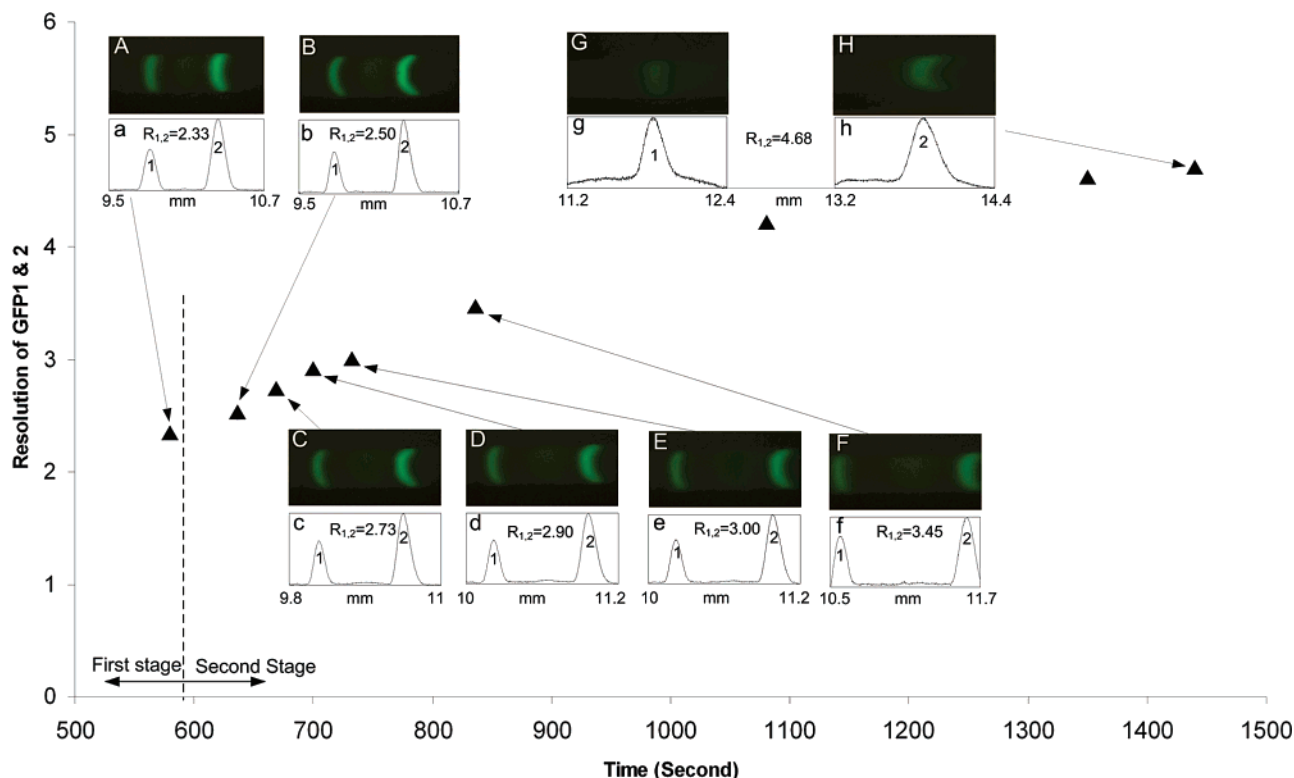 6
A
B
G
H
a
R1,2=2.33
1
2
9.5 mm 10.7
b
R1,2=2.50
1
2
9.5 mm 10.7
g
1
11.2 12.4
R1,2=4.68
mm
h
2
13.2 14.4
5
4
3
2
1
0
Resolution of GFP1 & 2
C
D
E
F
c
R1,2=2.73
1
2
9.8 mm 11
d
R1,2=2.90
1
2
10 mm 11.2
e
R1,2=3.00
1
2
10 mm 11.2
f
R1,2=3.45
1
2
10.5 mm 11.7
First stage Second Stage
500 600 700 800 900 1000 1100 1200 1300 1400 1500
Time (Second)